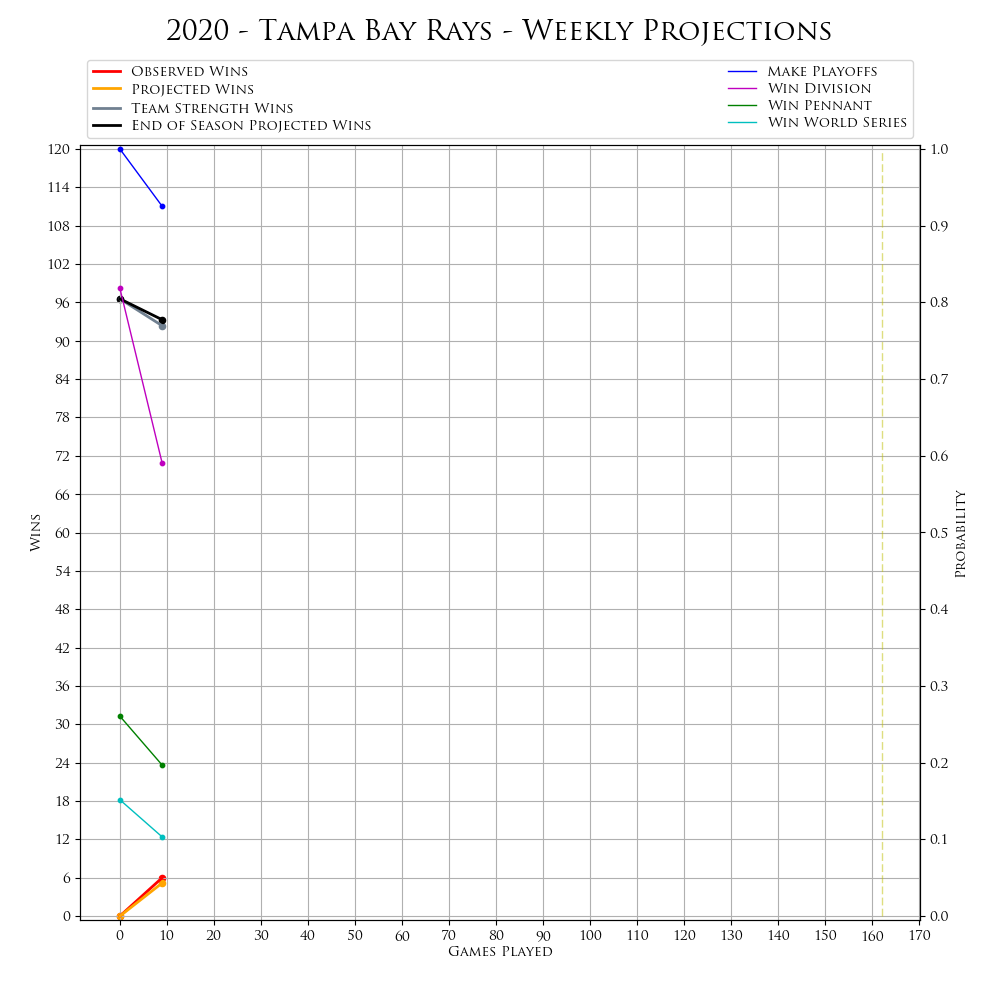 2020 - Tampa Bay Rays - Weekly Projections
Observed Wins
Projected Wins
Team Strength Wins
End of Season Projected Wins
Make Playoffs
Win Division
Win Pennant
Win World Series
120
114
108
102
96
90
84
78
72
66
60
54
48
42
36
30
24
18
12
6
0
Wins
1.0
0.9
0.8
0.7
0.6
0.5
0.4
0.3
0.2
0.1
0.0
Probability
0 10 20 30 40 50 60 70 80 90 100 110 120 130 140 150 160 170
Games Played